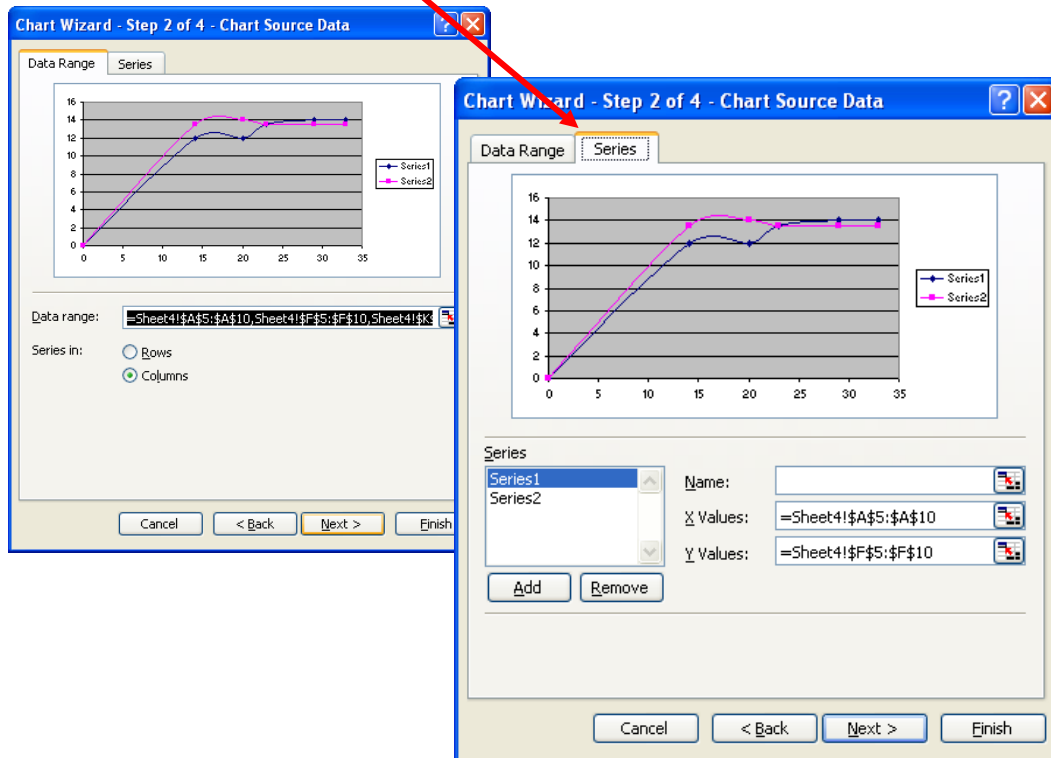 Chart Wizard - Step 2 of 4 - Chart Source Data
Data Range Series
16
14
12
10
8
6
4
2
0
0 5 10 15 20 25 30 35
Series1
Series2
Data range: =Sheet4!$A$5:$A$10,Sheet4!$F$5:$F$10,Sheet4!$K$
Series in: Rows
Columns
Cancel < Back Next > Finish
Chart Wizard - Step 2 of 4 - Chart Source Data
Data Range Series
16
14
12
10
8
6
4
2
0
0 5 10 15 20 25 30 35
Series1
Series2
Series
Series1
Series2
Name:
X Values: =Sheet4!$A$5:$A$10
Y Values: =Sheet4!$F$5:$F$10
Add Remove
Cancel < Back Next > Finish